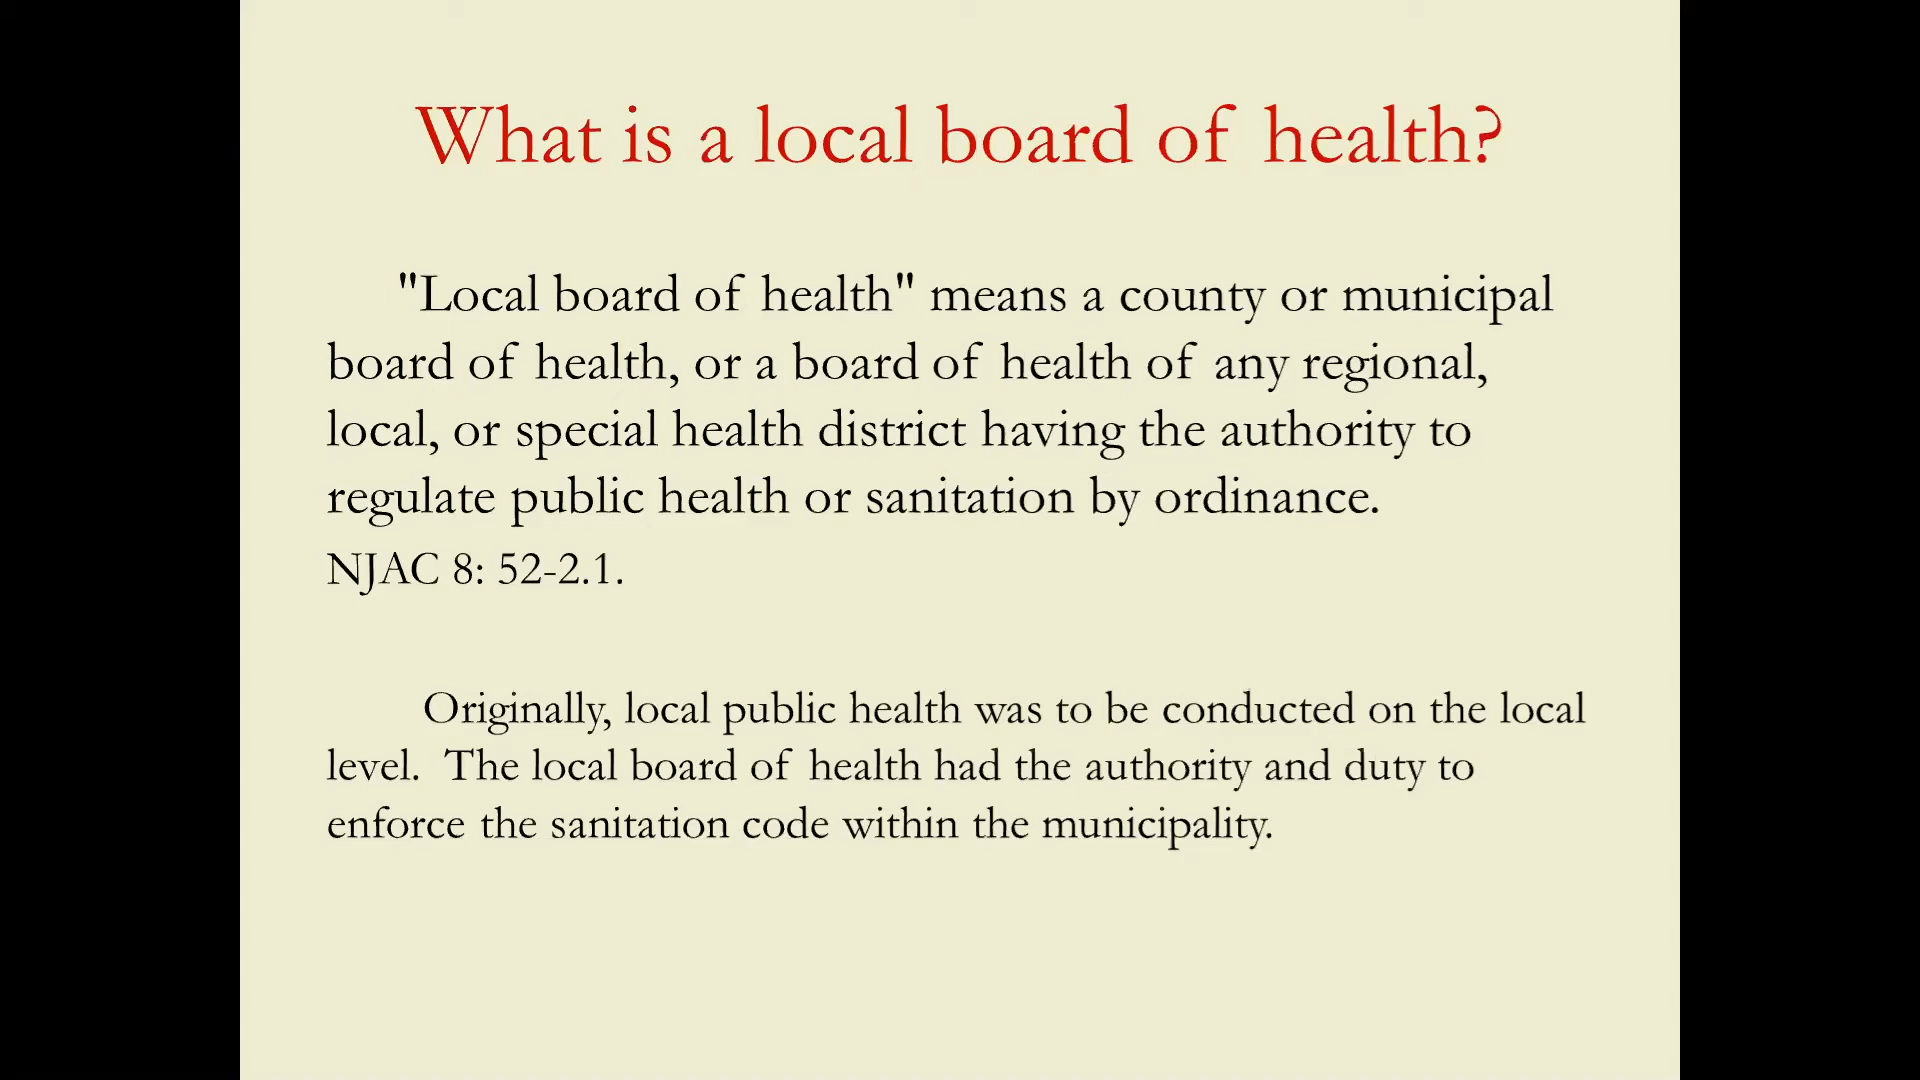 What is a local board of health?
"Local board of health" means a county or municipal
board of health, or a board of health of any regional,
local, or special health district having the authority to
regulate public health or sanitation by ordinance.
NJAC 8: 52-2.1.
Originally, local public health was to be conducted on the local
level.  The local board of health had the authority and duty to
enforce the sanitation code within the municipality.